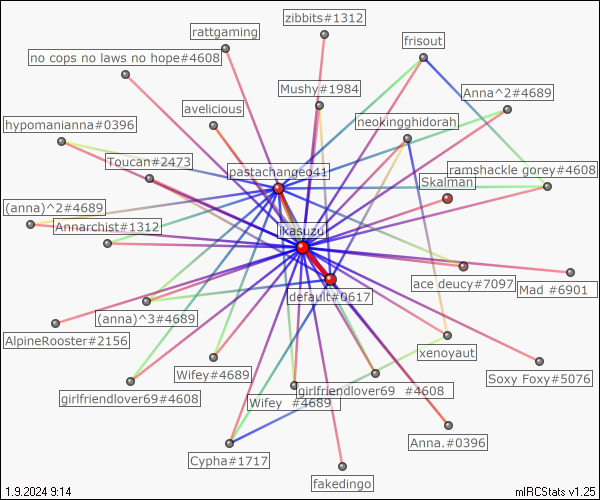 zibbits#1312
rattgaming
frisout
no cops no laws no hope#4608
Mushy#1984
Anna^2#4689
avelicious
neokingghidorah
hypomanianna#0396
Toucan#2473
pastachangeo41
ramshackle gorey#4608
Skalman
(anna)^2#4689
Annarchist#1312
ikasuzu
ace deucy#7097
Mad #6901
default#0617
(anna)^3#4689
AlpineRooster#2156
xenoyaut
Wifey#4689
Soxy Foxy#5076
girlfriendlover69#4608
girlfriendlover69 #4608
Wifey #4689
Anna.#0396
Cypha#1717
fakedingo
1.9.2024 9:14
mIRCStats v1.25